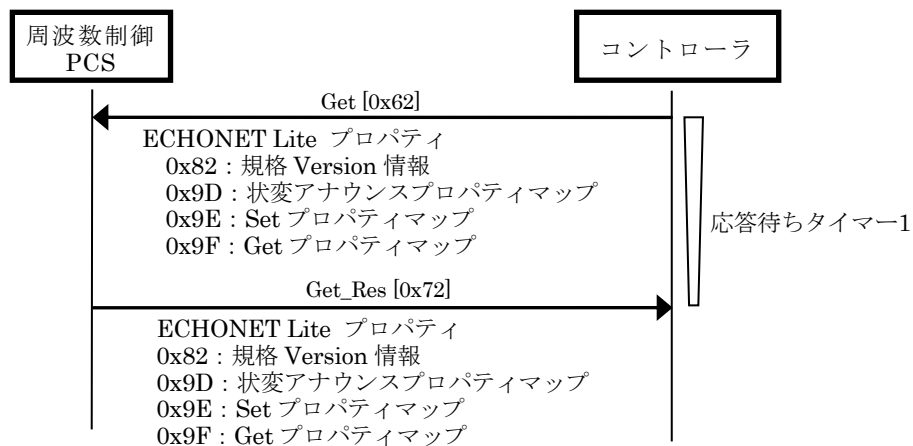 周波数制御
PCS
コントローラ
Get [0x62]
ECHONET Lite プロパティ
0x82：規格 Version 情報
0x9D：状変アナウンスプロパティマップ
0x9E：Set プロパティマップ
0x9F：Get プロパティマップ
応答待ちタイマー1
Get_Res [0x72]
ECHONET Lite プロパティ
0x82：規格 Version 情報
0x9D：状変アナウンスプロパティマップ
0x9E：Set プロパティマップ
0x9F：Get プロパティマップ